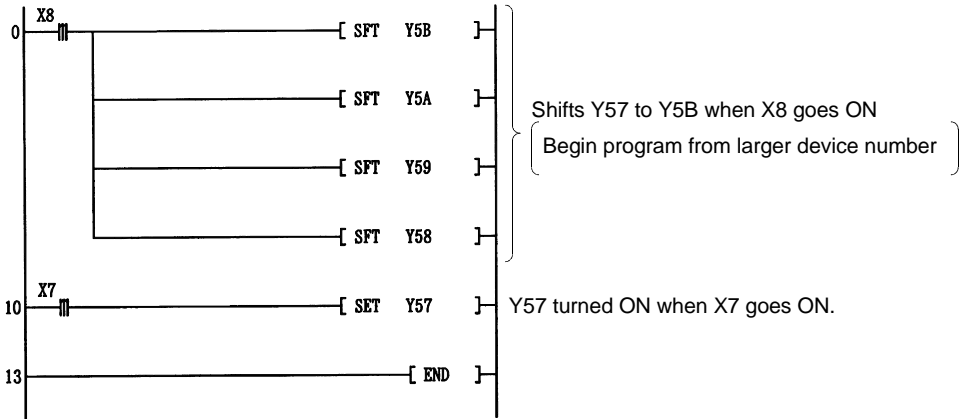 X8
0 [ SFT Y5B ]
[ SFT Y5A ]
Shifts Y57 to Y5B when X8 goes ON
Begin program from larger device number
[ SFT Y59 ]
[ SFT Y58 ]
X7
10 [ SET Y57 ] Y57 turned ON when X7 goes ON.
13 [ END ]